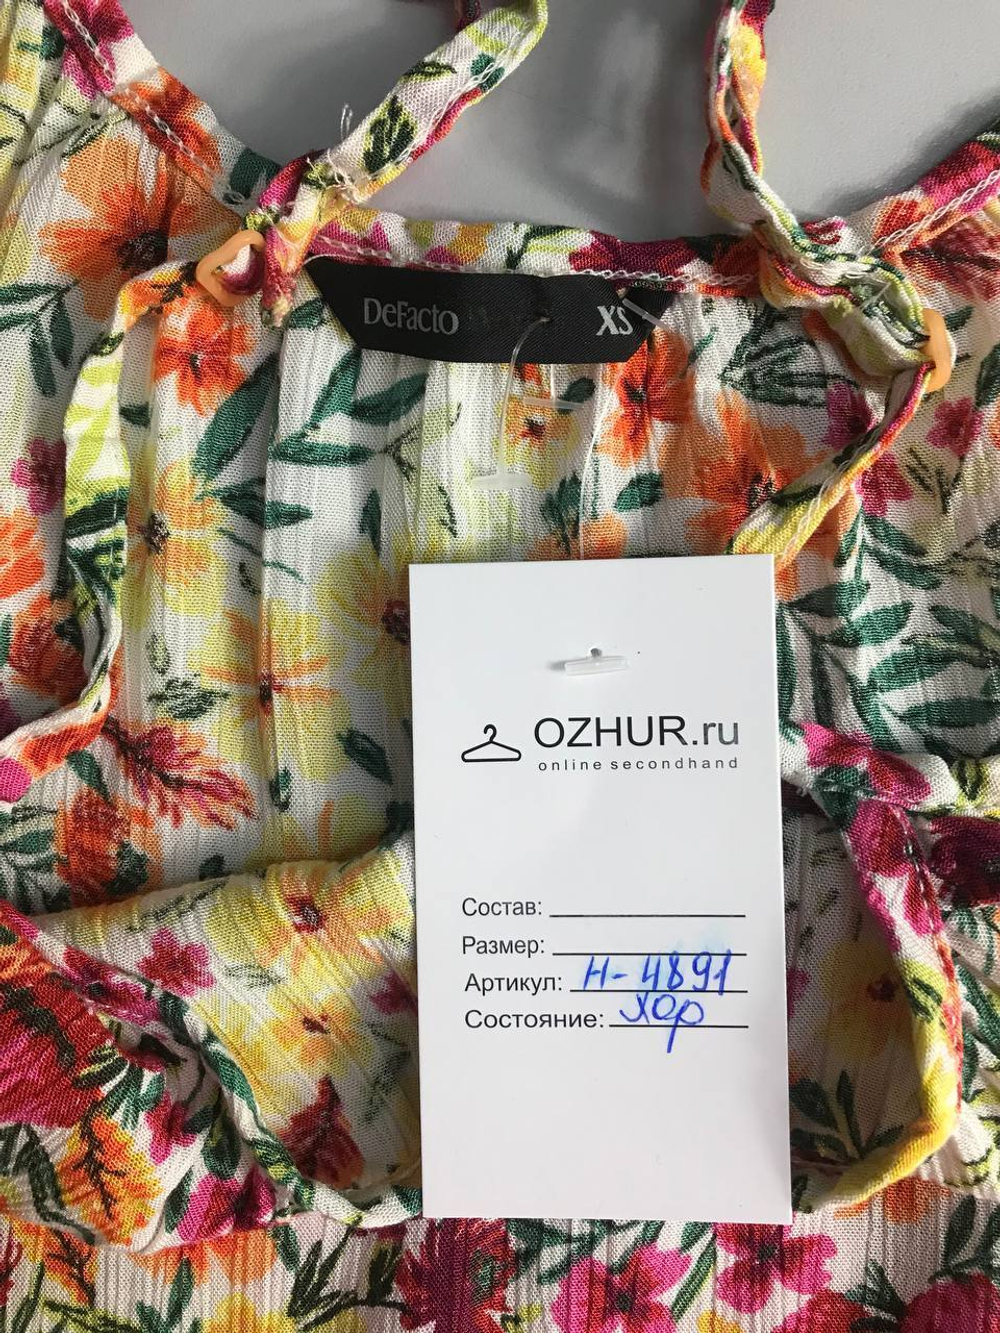 DeFacto XS
OZHUR.ru
online secondhand
Состав:
Размер:
Артикул: Н-4891
Состояние: хор